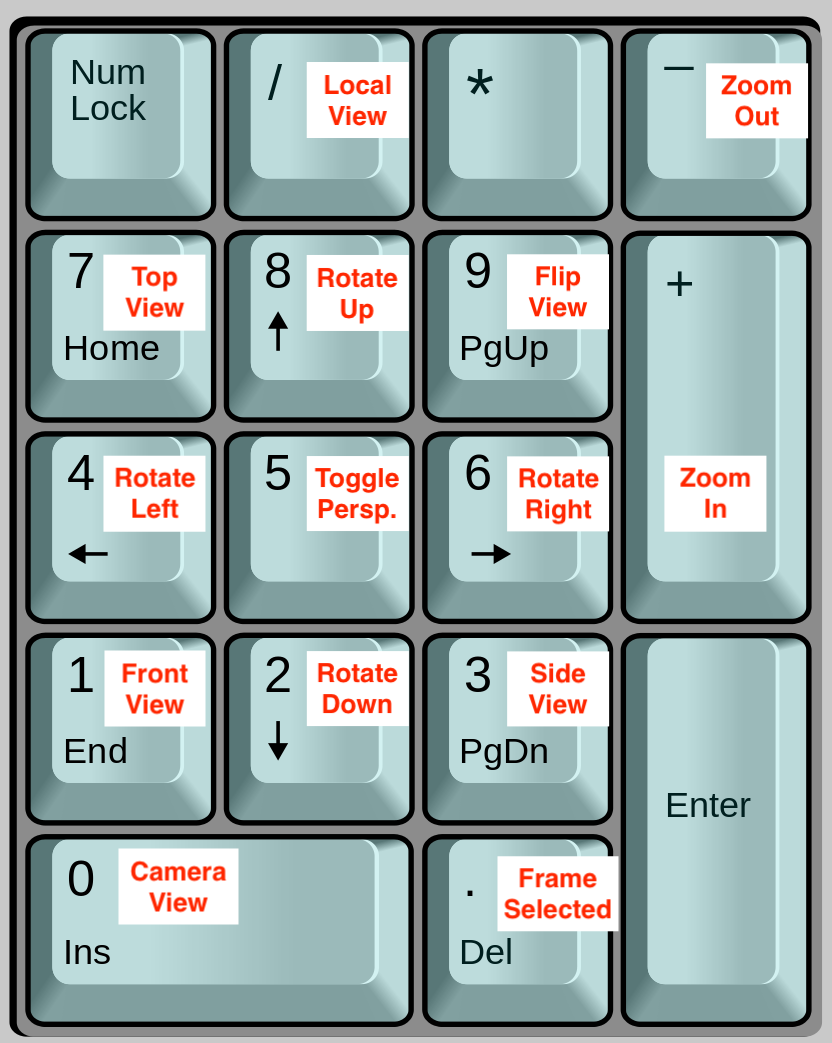 Num
Lock
/
Local
View
*
–
Zoom
Out
7
Top
View
Home
8
Rotate
Up
↑
9
Flip
View
PgUp
+
Zoom
In
4
Rotate
Left
←
5
Toggle
Persp.
6
Rotate
Right
→
1
Front
View
End
2
Rotate
Down
↓
3
Side
View
PgDn
Enter
0
Camera
View
Ins
.
Frame
Selected
Del